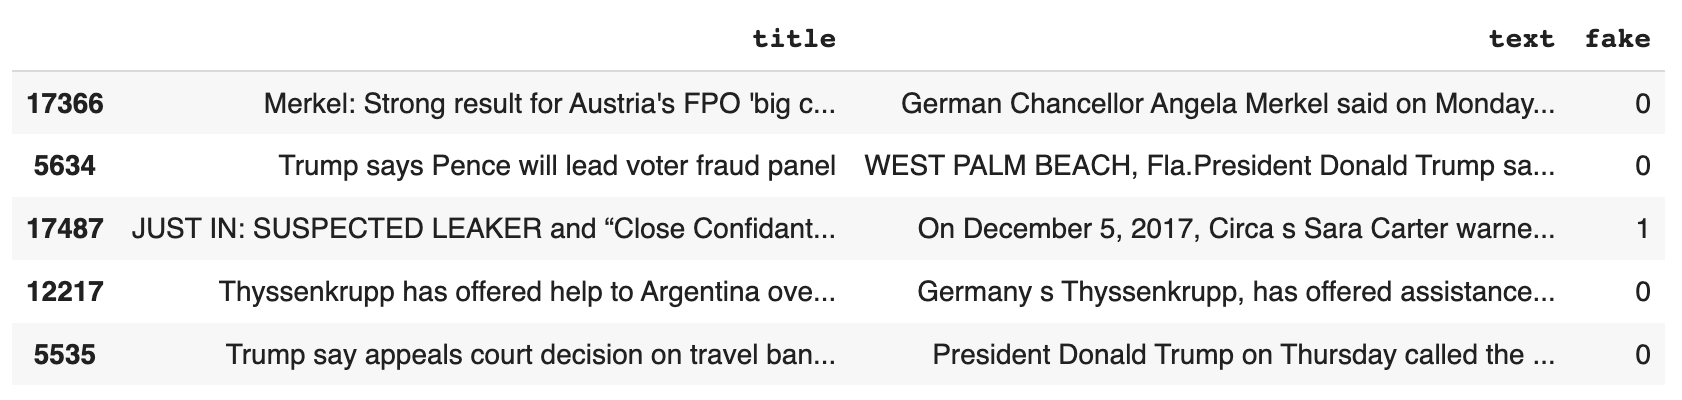 title text fake
17366 Merkel: Strong result for Austria's FPO 'big c... German Chancellor Angela Merkel said on Monday... 0
5634 Trump says Pence will lead voter fraud panel WEST PALM BEACH, Fla.President Donald Trump sa... 0
17487 JUST IN: SUSPECTED LEAKER and “Close Confidant... On December 5, 2017, Circa s Sara Carter warne... 1
12217 Thyssenkrupp has offered help to Argentina ove... Germany s Thyssenkrupp, has offered assistance... 0
5535 Trump say appeals court decision on travel ban... President Donald Trump on Thursday called the ... 0